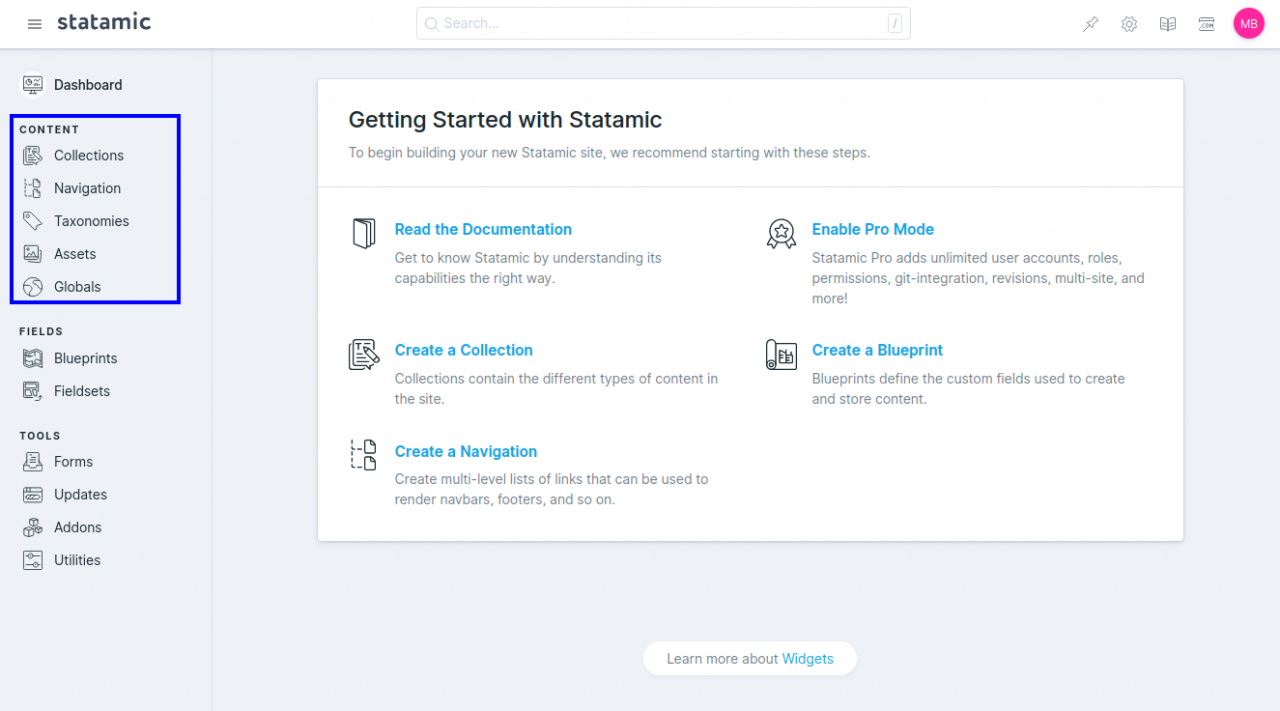 statamic
Search...
/
.COM
MB
Dashboard
CONTENT
Collections
Navigation
Taxonomies
Assets
Globals
FIELDS
Blueprints
Fieldsets
TOOLS
Forms
Updates
Addons
Utilities
Getting Started with Statamic
To begin building your new Statamic site, we recommend starting with these steps.
Read the Documentation
Get to know Statamic by understanding its
capabilities the right way.
Enable Pro Mode
Statamic Pro adds unlimited user accounts, roles,
permissions, git-integration, revisions, multi-site, and
more!
Create a Collection
Collections contain the different types of content in
the site.
Create a Blueprint
Blueprints define the custom fields used to create
and store content.
Create a Navigation
Create multi-level lists of links that can be used to
render navbars, footers, and so on.
Learn more about Widgets